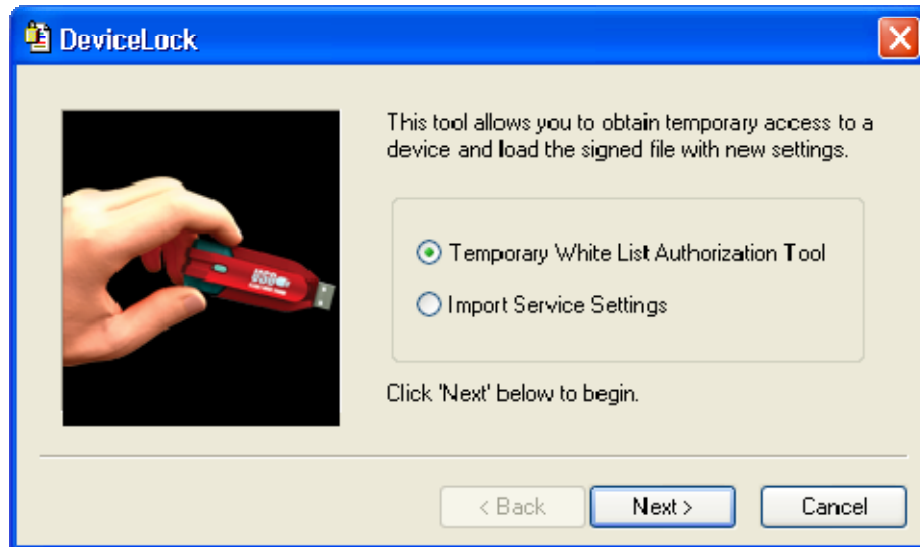 DeviceLock
This tool allows you to obtain temporary access to a
device and load the signed file with new settings.
Temporary White List Authorization Tool
Import Service Settings
Click 'Next' below to begin.
< Back
Next >
Cancel